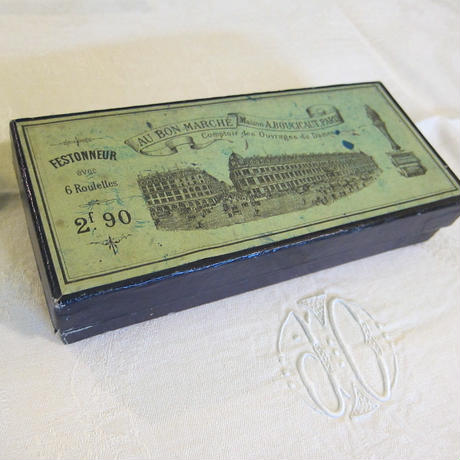 AU BON MARCHÉ Maison A. BOUCICAUT PARIS
Comptoir des Ouvrages de Dames
FESTONNEUR
avec
6 Roulettes
2f 90